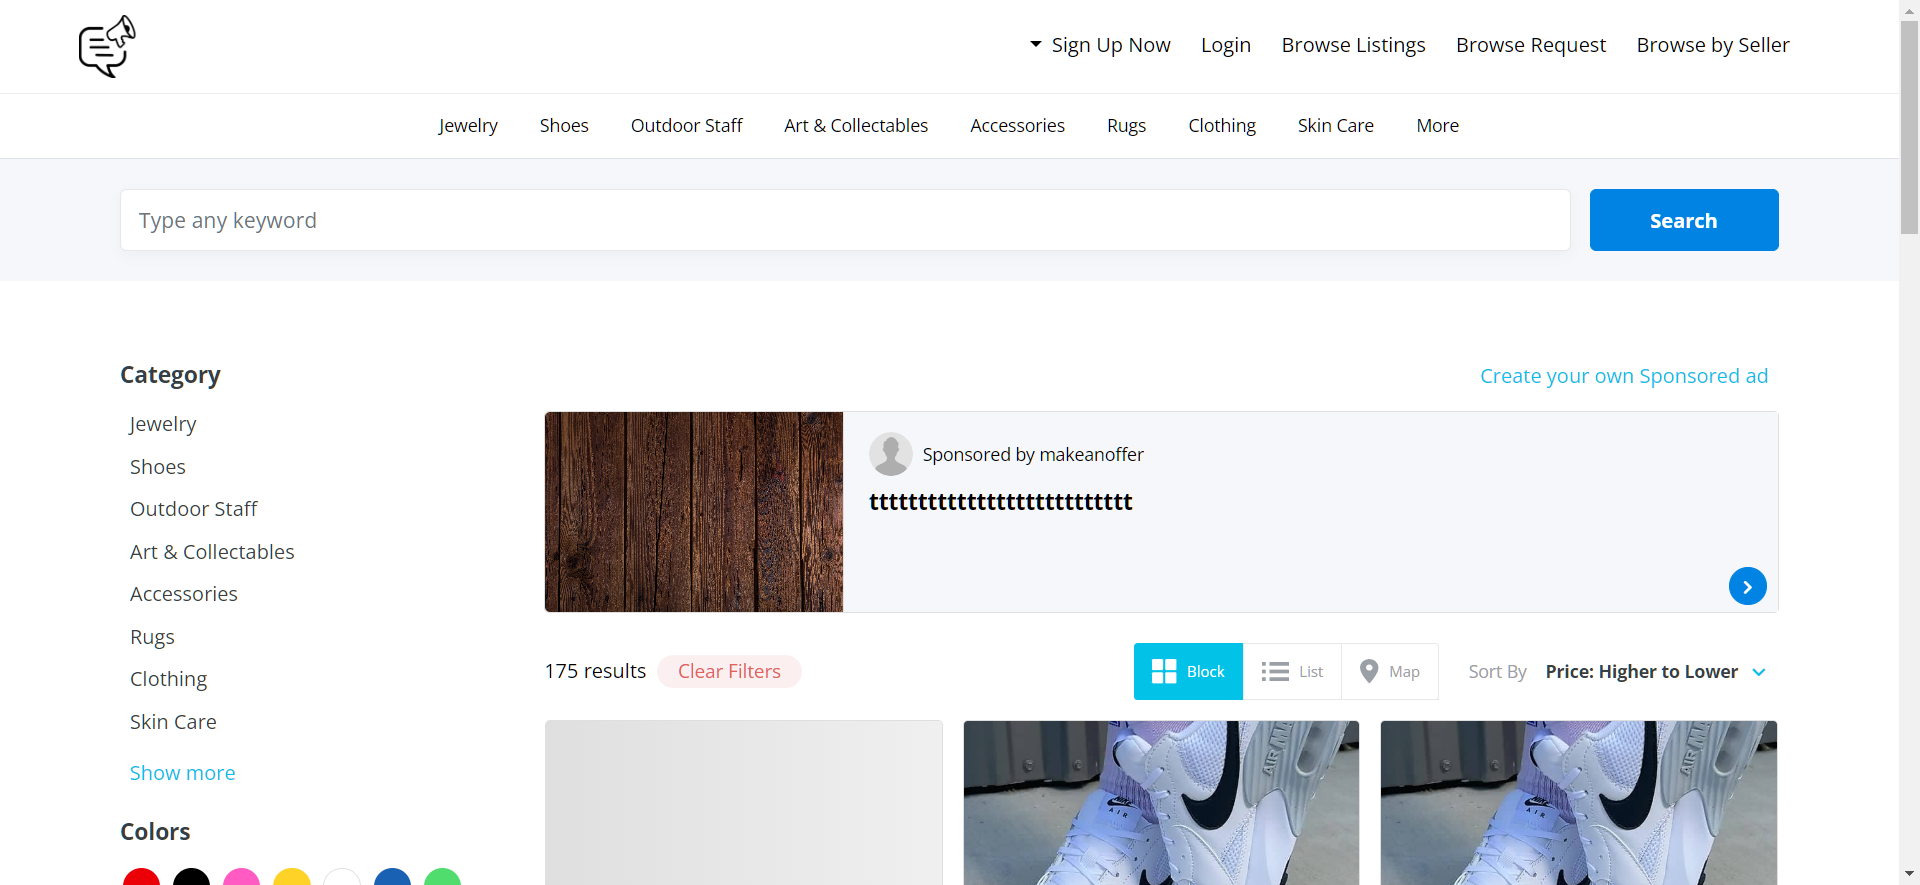 Sign Up Now Login Browse Listings Browse Request Browse by Seller
Jewelry Shoes Outdoor Staff Art & Collectables Accessories Rugs Clothing Skin Care More
Type any keyword
Search
Category
Jewelry
Shoes
Outdoor Staff
Art & Collectables
Accessories
Rugs
Clothing
Skin Care
Show more
Colors
Create your own Sponsored ad
Sponsored by makeanoffer
ttttttttttttttttttttttttttt
175 results Clear Filters
Block List Map
Sort By Price: Higher to Lower
AIR
AIR